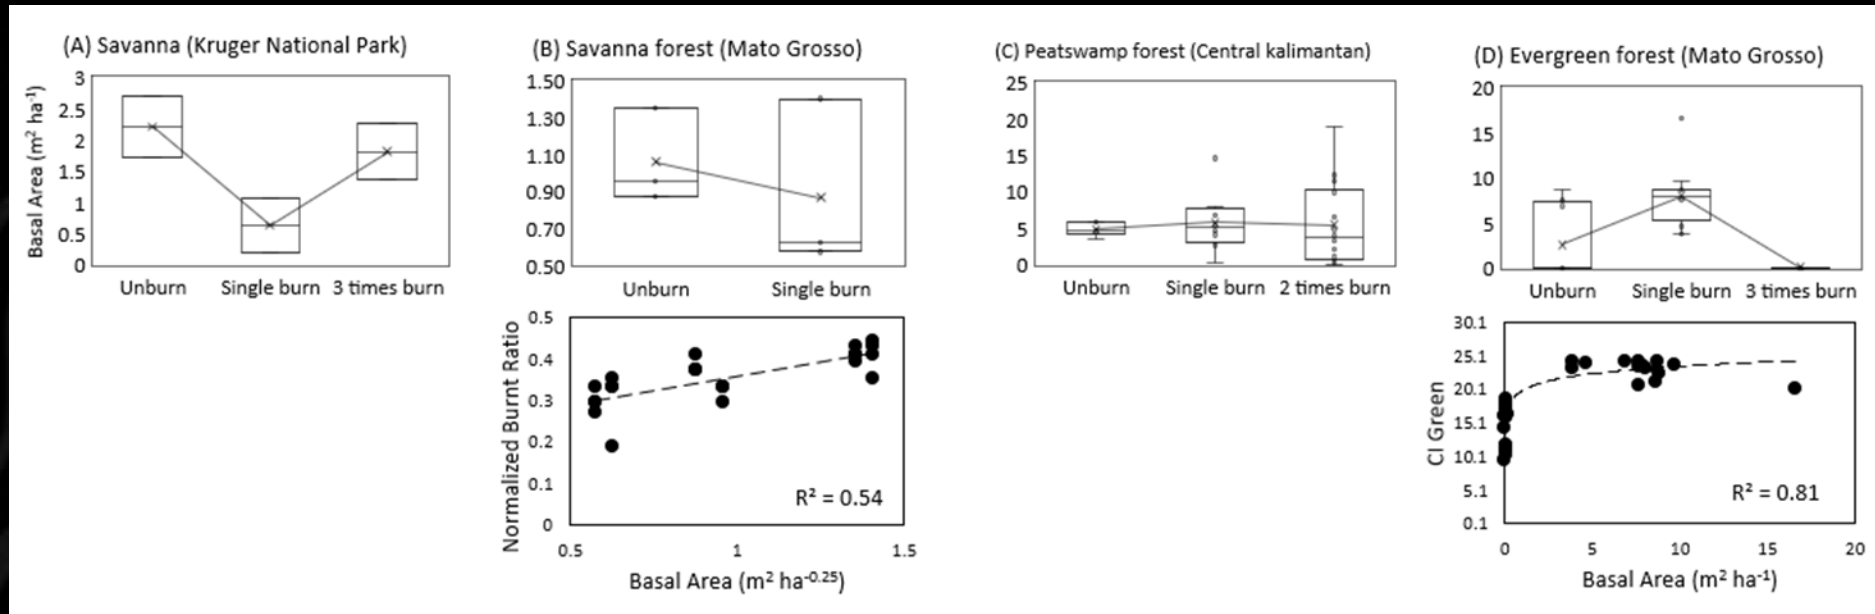 (A) Savanna (Kruger National Park)
Basal Area (m² ha⁻¹)
3
2.5
2
1.5
1
0.5
0
Unburn Single burn 3 times burn
(B) Savanna forest (Mato Grosso)
1.50
1.30
1.10
0.90
0.70
0.50
Unburn Single burn
Normalized Burnt Ratio
0.5
0.4
0.3
0.2
0.1
0
R² = 0.54
0.5 1 1.5
Basal Area (m² ha⁻⁰·²⁵)
(C) Peatswamp forest (Central kalimantan)
25
20
15
10
5
0
Unburn Single burn 2 times burn
(D) Evergreen forest (Mato Grosso)
20
15
10
5
0
Unburn Single burn 3 times burn
CI Green
30.1
25.1
20.1
15.1
10.1
5.1
0.1
R² = 0.81
0 5 10 15 20
Basal Area (m² ha⁻¹)